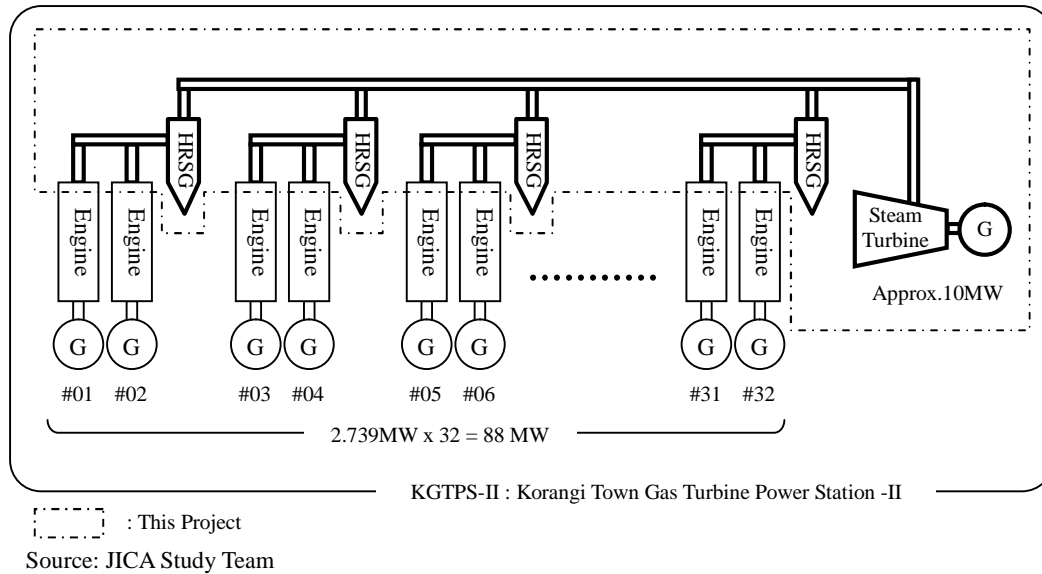 HRSG HRSG HRSG HRSG
Engine Engine Engine Engine Engine Engine Engine Engine
Steam
Turbine
G
Approx.10MW
G G G G G G G G
#01 #02 #03 #04 #05 #06 #31 #32
2.739MW x 32 = 88 MW
KGTPS-II : Korangi Town Gas Turbine Power Station -II
: This Project
Source: JICA Study Team